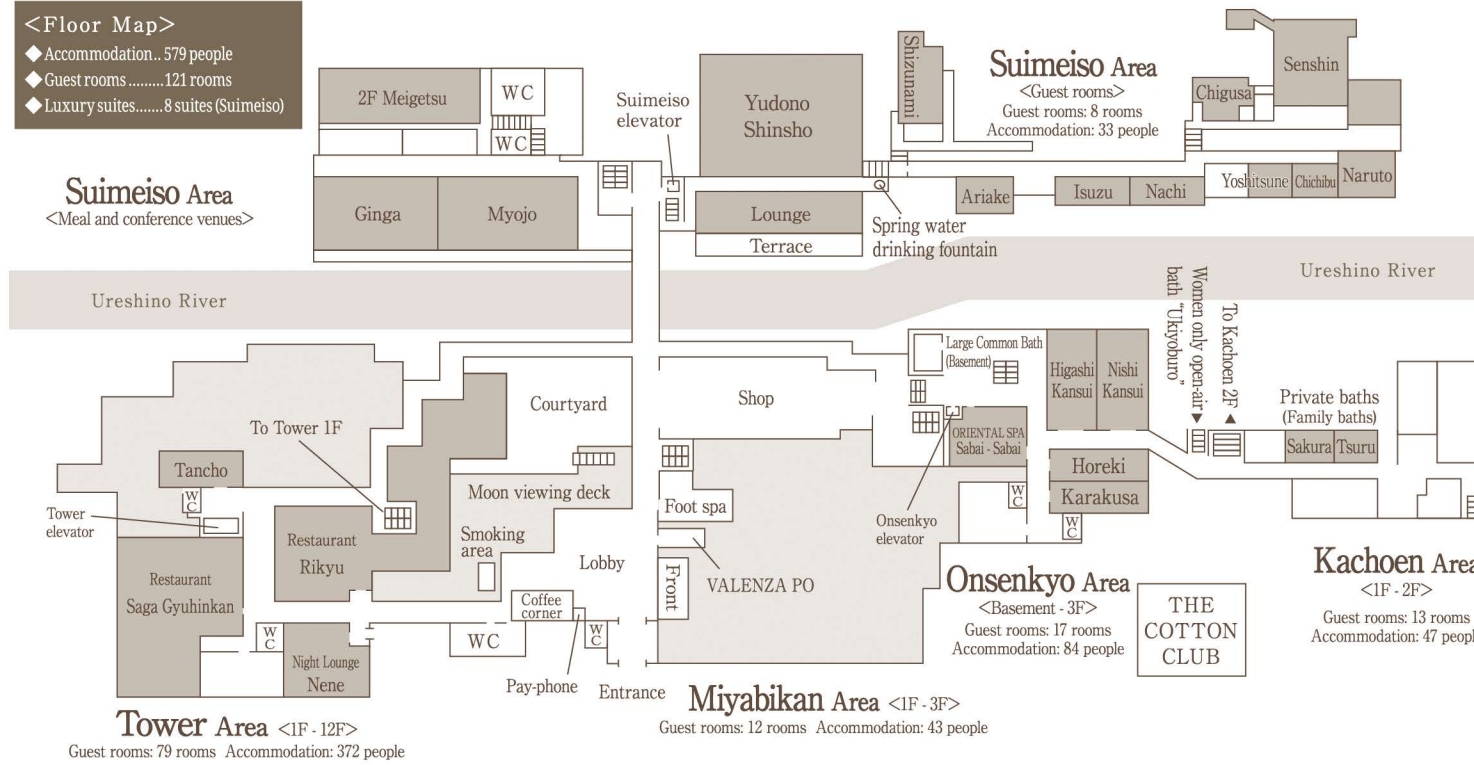 <Floor Map>
◆Accommodation.. 579 people
◆Guest rooms ......... 121 rooms
◆Luxury suites....... 8 suites (Suimeiso)
2F Meigetsu
WC
WC
Suimeiso
elevator
Yudono
Shinsho
Shizunami
Suimeiso Area
<Guest rooms>
Guest rooms: 8 rooms
Accommodation: 33 people
Chigusa
Senshin
Suimeiso Area
<Meal and conference venues>
Ginga
Myojo
Lounge
Terrace
Spring water
drinking fountain
Ariake
Isuzu
Nachi
Yoshitsune
Chichibu
Naruto
Ureshino River
Ureshino River
Women only open-air
bath "Ukiyoburo"
To Kachoen 2F
Large Common Bath
(Basement)
Higashi
Kansui
Nishi
Kansui
Private baths
(Family baths)
Sakura
Tsuru
Courtyard
Shop
To Tower 1F
Tancho
WC
Tower
elevator
Moon viewing deck
Foot spa
ORIENTAL SPA
Sabai - Sabai
Horeki
Karakusa
WC
WC
Onsenkyo
elevator
Restaurant
Rikyu
Smoking
area
Lobby
Front
VALENZA PO
Restaurant
Saga Gyuhinkan
Coffee
corner
WC
WC
WC
Night Lounge
Nene
Pay-phone
Entrance
Onsenkyo Area
<Basement - 3F>
Guest rooms: 17 rooms
Accommodation: 84 people
THE
COTTON
CLUB
Kachoen Area
<1F - 2F>
Guest rooms: 13 rooms
Accommodation: 47 people
Tower Area <1F - 12F>
Guest rooms: 79 rooms Accommodation: 372 people
Miyabikan Area <1F - 3F>
Guest rooms: 12 rooms Accommodation: 43 people